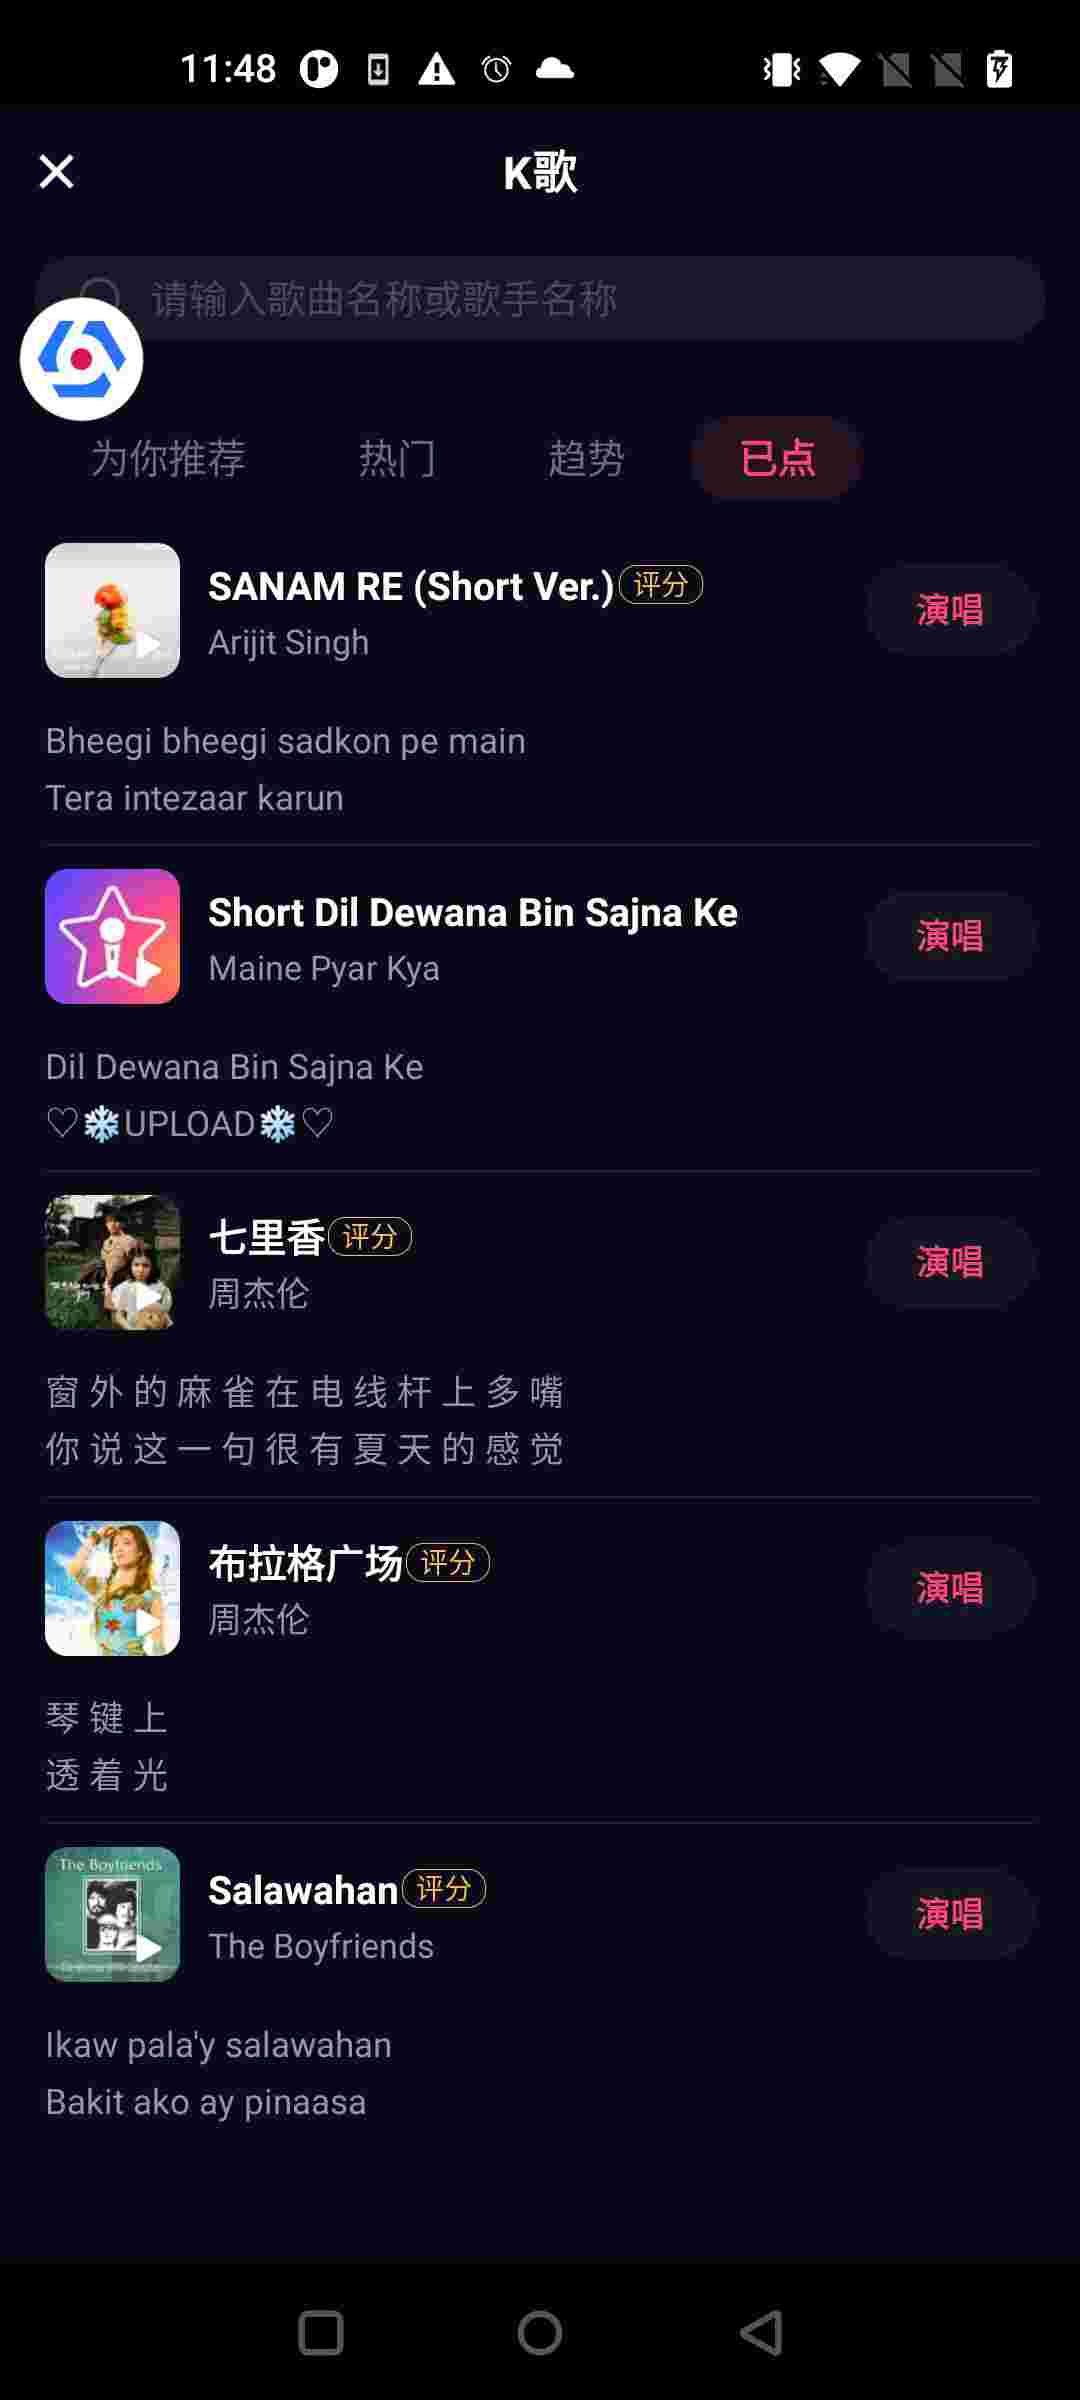 11:48
K歌
请输入歌曲名称或歌手名称
为你推荐 热门 趋势 已点
SANAM RE (Short Ver.) 评分
Arijit Singh
演唱
Bheegi bheegi sadkon pe main
Tera intezaar karun
Short Dil Dewana Bin Sajna Ke
Maine Pyar Kya
演唱
Dil Dewana Bin Sajna Ke
♡❄UPLOAD❄♡
七里香 评分
周杰伦
演唱
窗外的麻雀在电线杆上多嘴
你说这一句很有夏天的感觉
布拉格广场 评分
周杰伦
演唱
琴键上
透着光
The Boyfriends
Salawahan 评分
The Boyfriends
演唱
Ikaw pala'y salawahan
Bakit ako ay pinaasa